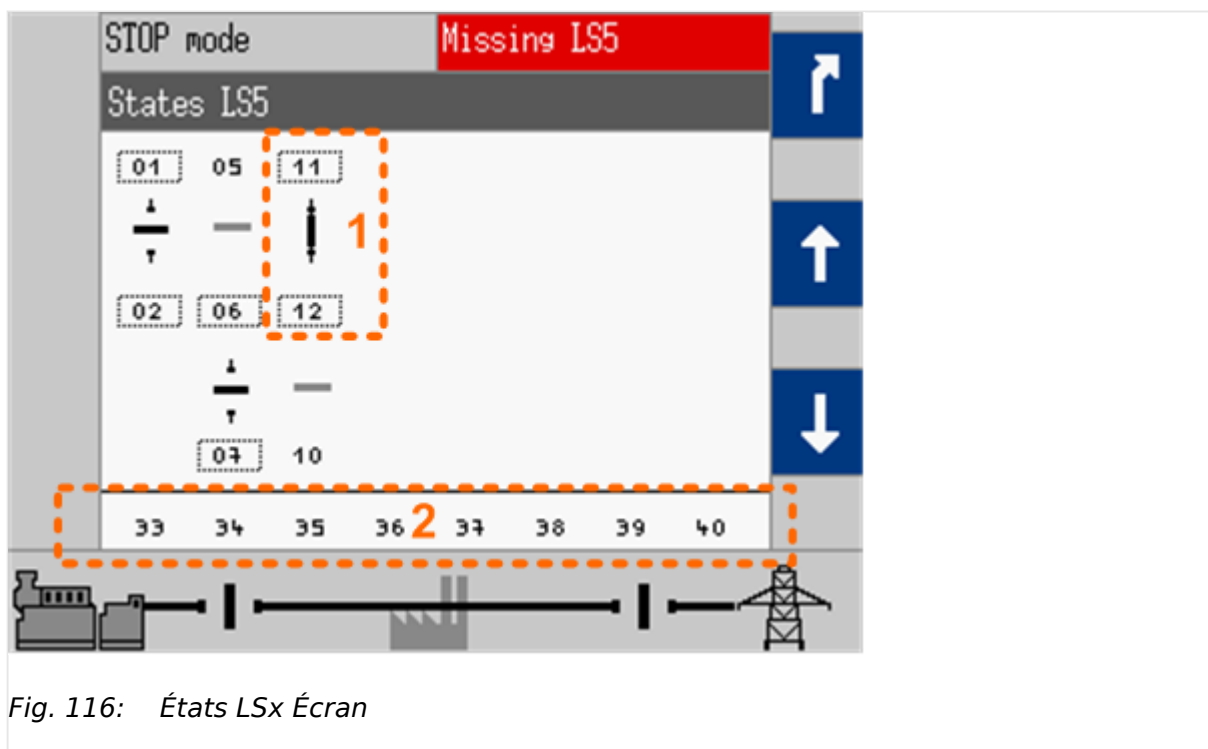 STOP mode Missing LS5
States LS5
01 05 11
1
02 06 12
07 10
33 34 35 36 2 37 38 39 40
Fig. 116: États LSx Écran